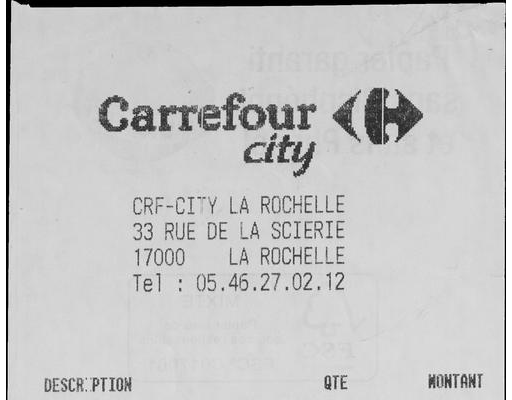 Carrefour
city
CRF-CITY LA ROCHELLE
33 RUE DE LA SCIERIE
17000 LA ROCHELLE
Tel : 05.46.27.02.12
DESCRIPTION QTE MONTANT